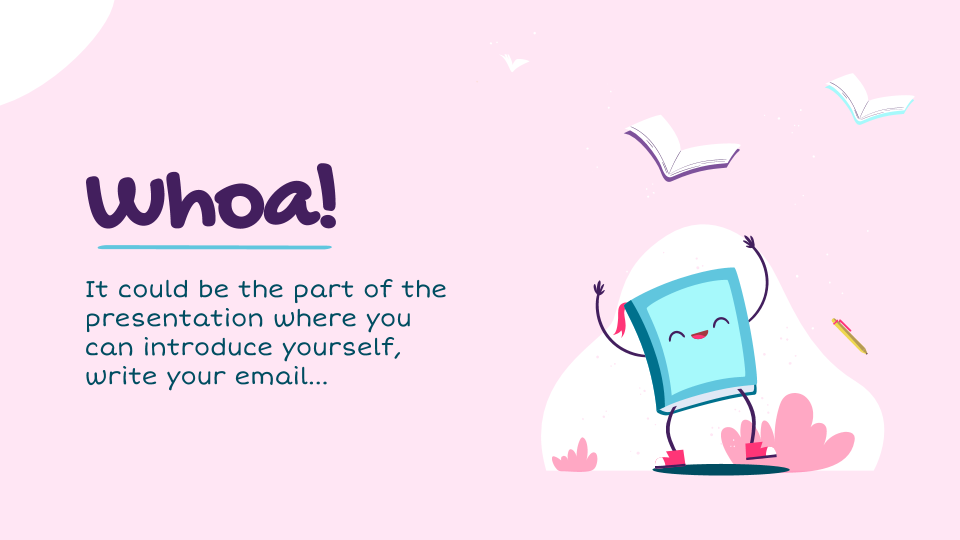 Whoa!
It could be the part of the
presentation where you
can introduce yourself,
write your email...